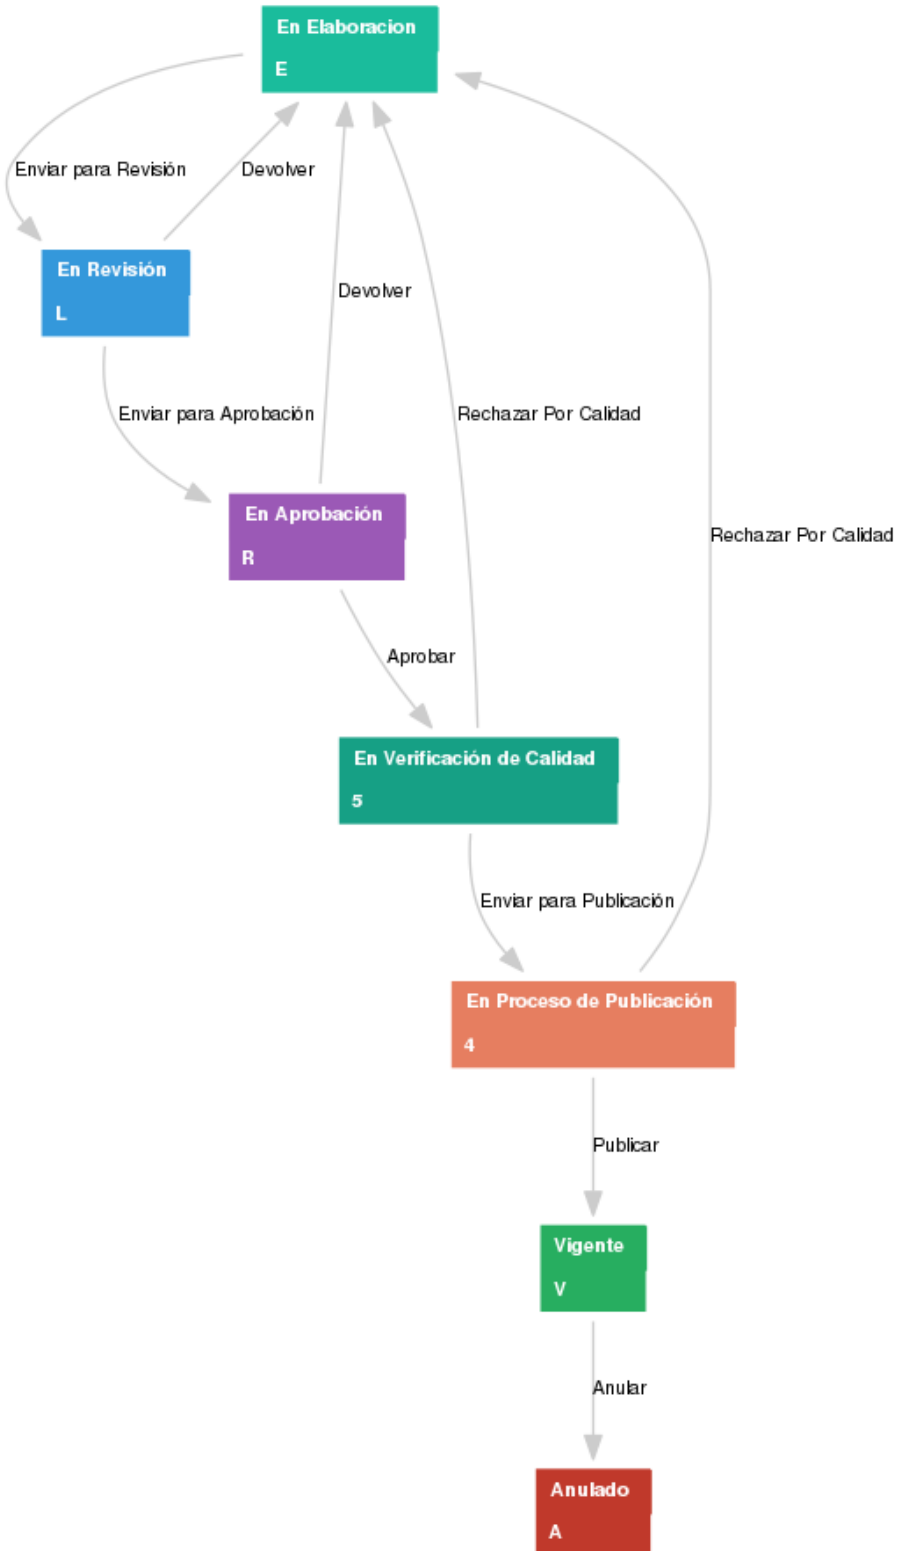 En Elaboracion
E
Enviar para Revisión
Devolver
En Revisión
L
Devolver
Enviar para Aprobación
Rechazar Por Calidad
En Aprobación
R
Rechazar Por Calidad
Aprobar
En Verificación de Calidad
5
Enviar para Publicación
En Proceso de Publicación
4
Publicar
Vigente
V
Anular
Anulado
A